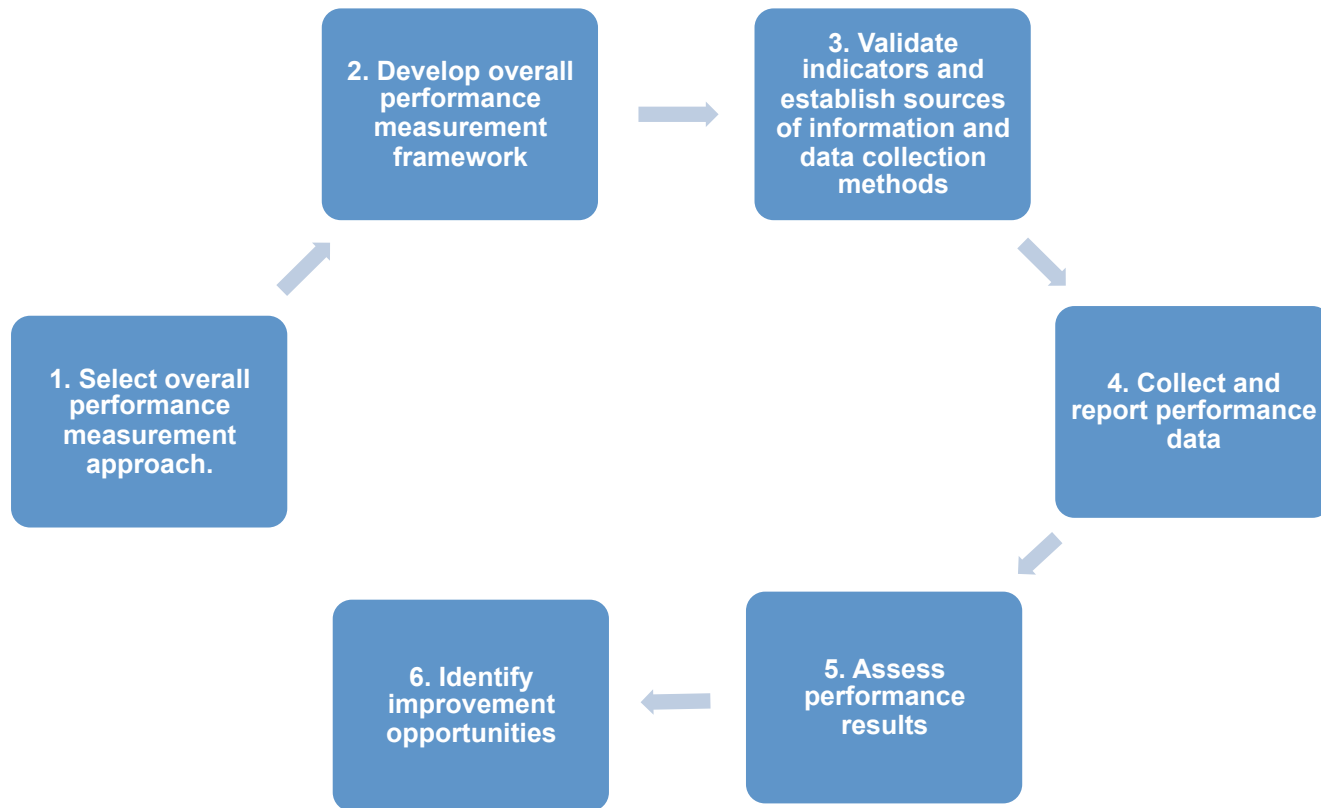 1. Select overall
performance
measurement
approach.
2. Develop overall
performance
measurement
framework
3. Validate
indicators and
establish sources
of information and
data collection
methods
4. Collect and
report performance
data
5. Assess
performance
results
6. Identify
improvement
opportunities